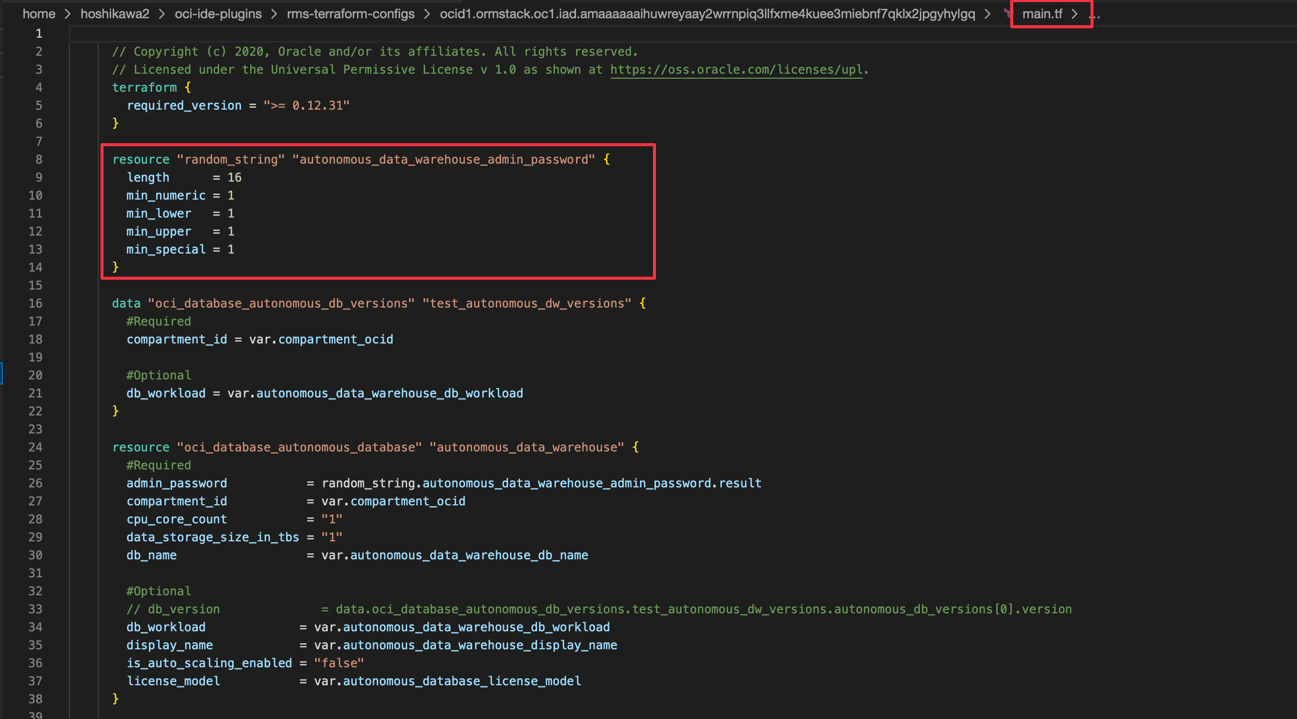 home > hoshikawa2 > oci-ide-plugins > rms-terraform-configs > ocid1.ormstack.oc1.iad.amaaaaaaihuwreyaay2wrrnpiq3llfxme4kuee3miebnf7qklx2jpgyhylgq > main.tf > ...
1
2 // Copyright (c) 2020, Oracle and/or its affiliates. All rights reserved.
3 // Licensed under the Universal Permissive License v 1.0 as shown at https://oss.oracle.com/licenses/upl.
4 terraform {
5   required_version = ">= 0.12.31"
6 }
7
8 resource "random_string" "autonomous_data_warehouse_admin_password" {
9   length      = 16
10   min_numeric = 1
11   min_lower   = 1
12   min_upper   = 1
13   min_special = 1
14 }
15
16 data "oci_database_autonomous_db_versions" "test_autonomous_dw_versions" {
17   #Required
18   compartment_id = var.compartment_ocid
19
20   #Optional
21   db_workload = var.autonomous_data_warehouse_db_workload
22 }
23
24 resource "oci_database_autonomous_database" "autonomous_data_warehouse" {
25   #Required
26   admin_password           = random_string.autonomous_data_warehouse_admin_password.result
27   compartment_id           = var.compartment_ocid
28   cpu_core_count           = "1"
29   data_storage_size_in_tbs = "1"
30   db_name                  = var.autonomous_data_warehouse_db_name
31
32   #Optional
33   // db_version              = data.oci_database_autonomous_db_versions.test_autonomous_dw_versions.autonomous_db_versions[0].version
34   db_workload             = var.autonomous_data_warehouse_db_workload
35   display_name            = var.autonomous_data_warehouse_display_name
36   is_auto_scaling_enabled = "false"
37   license_model           = var.autonomous_database_license_model
38 }
39